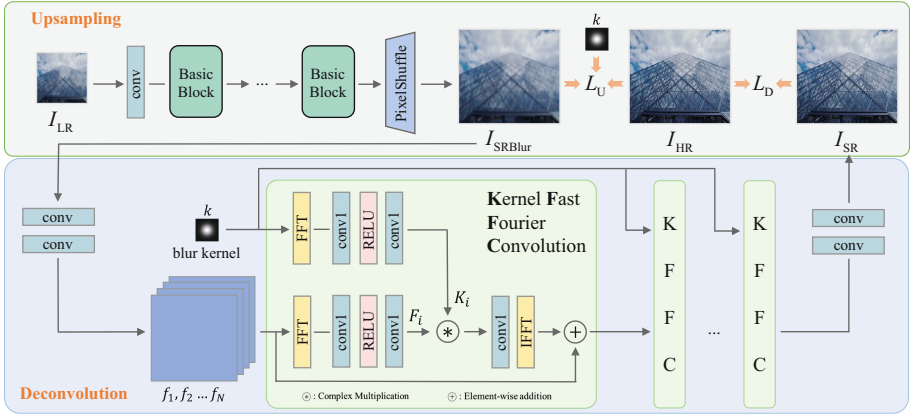 Upsampling
I_LR
conv
Basic
Block
...
Basic
Block
PixelShuffle
I_SRBlur
k
L_U
I_HR
L_D
I_SR
conv
conv
k
blur kernel
FFT
conv1
RELU
conv1
Kernel Fast
Fourier
Convolution
K_i
f_1, f_2 ... f_N
FFT
conv1
RELU
conv1
F_i
conv1
IFFT
K
F
F
C
...
K
F
F
C
conv
conv
Deconvolution
: Complex Multiplication
: Element-wise addition